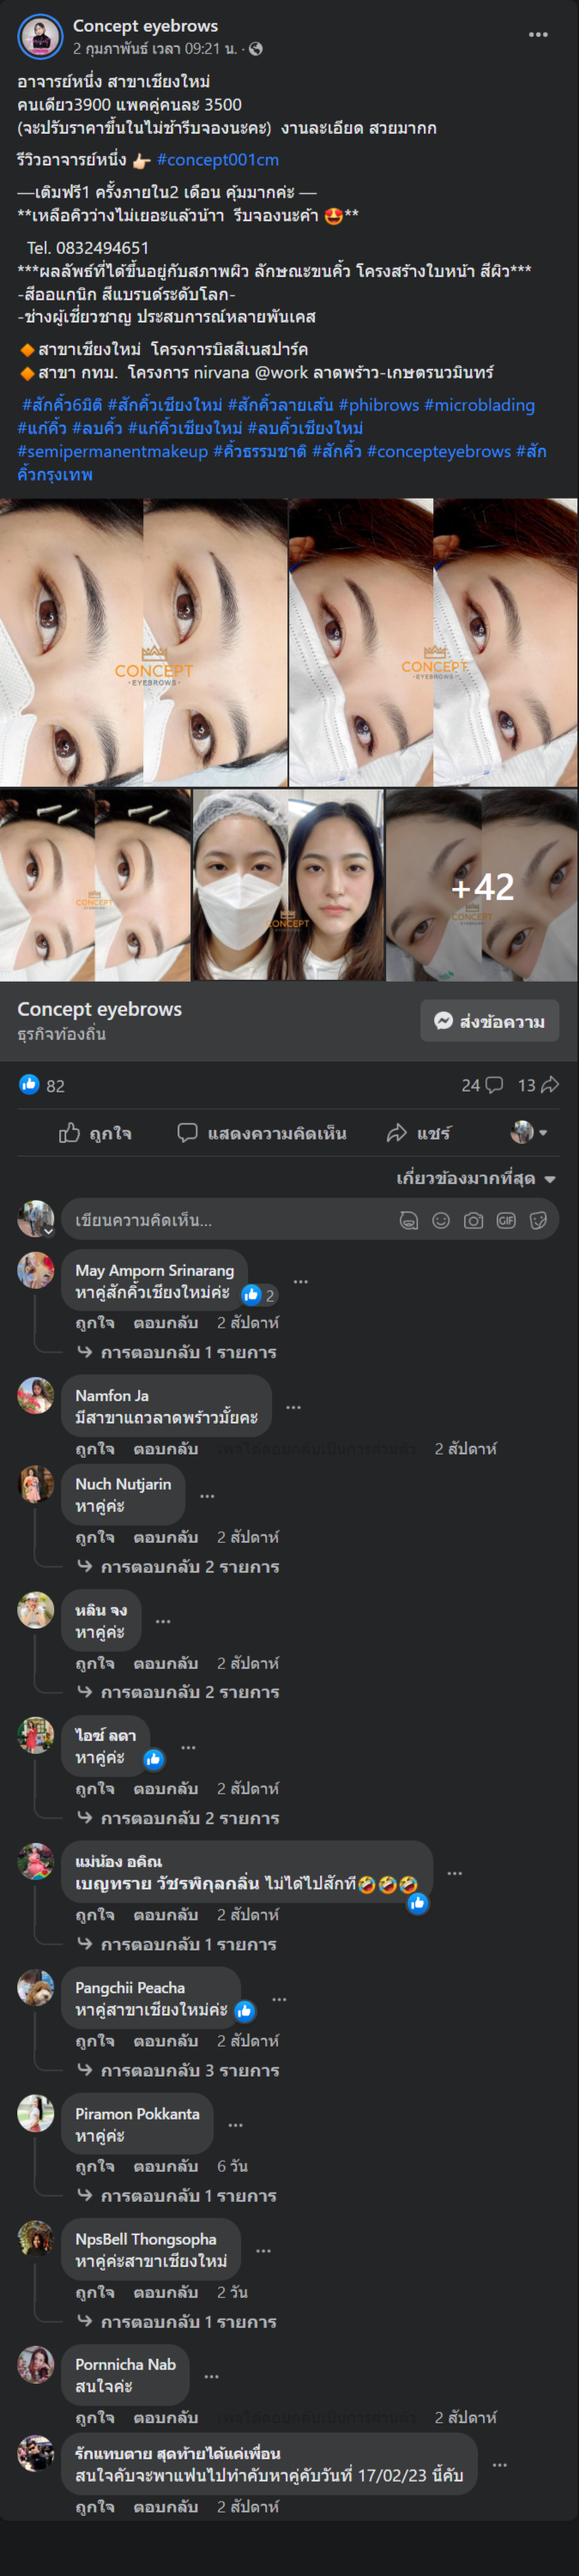 Concept eyebrows
2 กุมภาพันธ์ เวลา 09:21 น. ·
อาจารย์หนึ่ง สาขาเชียงใหม่
คนเดียว3900 แพคคู่คนละ 3500
(จะปรับราคาขึ้นในไม่ช้ารีบจองนะคะ) งานละเอียด สวยมากก
รีวิวอาจารย์หนึ่ง 👉🏻 #concept001cm
—เติมฟรี1 ครั้งภายใน2 เดือน คุ้มมากค่ะ —
**เหลือคิวว่างไม่เยอะแล้วน้าา รีบจองนะค้า 🤩**
Tel. 0832494651
***ผลลัพธ์ที่ได้ขึ้นอยู่กับสภาพผิว ลักษณะขนคิ้ว โครงสร้างใบหน้า สีผิว***
-สีออแกนิก สีแบรนด์ระดับโลก-
-ช่างผู้เชี่ยวชาญ ประสบการณ์หลายพันเคส
🔶สาขาเชียงใหม่ โครงการบิสสิเนสปาร์ค
🔶สาขา กทม. โครงการ nirvana @work ลาดพร้าว-เกษตรนวมินทร์
#สักคิ้ว6มิติ #สักคิ้วเชียงใหม่ #สักคิ้วลายเส้น #phibrows #microblading
#แก้คิ้ว #ลบคิ้ว #แก้คิ้วเชียงใหม่ #ลบคิ้วเชียงใหม่
#semipermanentmakeup #คิ้วธรรมชาติ #สักคิ้ว #concepteyebrows #สัก
คิ้วกรุงเทพ
CONCEPT
·EYEBROWS·
CONCEPT
·EYEBROWS·
CONCEPT
EYEBROWS
CONCEPT
+42
CONCEPT
Concept eyebrows
ธุรกิจท้องถิ่น
ส่งข้อความ
82
24
13
ถูกใจ
แสดงความคิดเห็น
แชร์
เกี่ยวข้องมากที่สุด
เขียนความคิดเห็น...
GIF
May Amporn Srinarang
หาคู่สักคิ้วเชียงใหม่ค่ะ
2
ถูกใจ ตอบกลับ 2 สัปดาห์
การตอบกลับ 1 รายการ
Namfon Ja
มีสาขาแถวลาดพร้าวมั้ยคะ
ถูกใจ ตอบกลับ 2 สัปดาห์
Nuch Nutjarin
หาคู่ค่ะ
ถูกใจ ตอบกลับ 2 สัปดาห์
การตอบกลับ 2 รายการ
หลิน จง
หาคู่ค่ะ
ถูกใจ ตอบกลับ 2 สัปดาห์
การตอบกลับ 2 รายการ
ไอซ์ ลดา
หาคู่ค่ะ
ถูกใจ ตอบกลับ 2 สัปดาห์
การตอบกลับ 2 รายการ
แม่น้อง อคิณ
เบญทราย วัชรพิกุลกลิ่น ไม่ได้ไปสักที🤣🤣🤣
ถูกใจ ตอบกลับ 2 สัปดาห์
การตอบกลับ 1 รายการ
Pangchii Peacha
หาคู่สาขาเชียงใหม่ค่ะ
ถูกใจ ตอบกลับ 2 สัปดาห์
การตอบกลับ 3 รายการ
Piramon Pokkanta
หาคู่ค่ะ
ถูกใจ ตอบกลับ 6 วัน
การตอบกลับ 1 รายการ
NpsBell Thongsopha
หาคู่ค่ะสาขาเชียงใหม่
ถูกใจ ตอบกลับ 2 วัน
การตอบกลับ 1 รายการ
Pornnicha Nab
สนใจค่ะ
ถูกใจ ตอบกลับ 2 สัปดาห์
รักแทบตาย สุดท้ายได้แค่เพื่อน
สนใจคับจะพาแฟนไปทำคับหาคู่คับวันที่ 17/02/23 นี้คับ
ถูกใจ ตอบกลับ 2 สัปดาห์